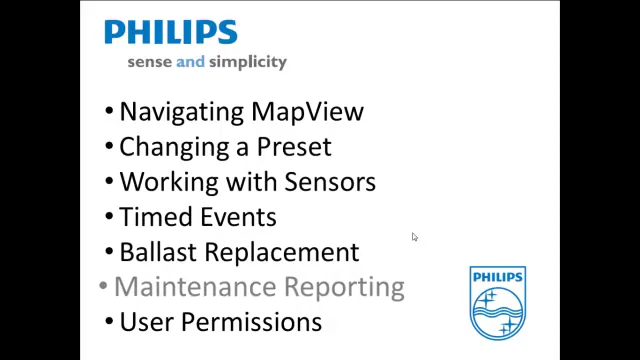 PHILIPS
sense and simplicity
• Navigating MapView
• Changing a Preset
• Working with Sensors
• Timed Events
• Ballast Replacement
• Maintenance Reporting
• User Permissions
PHILIPS